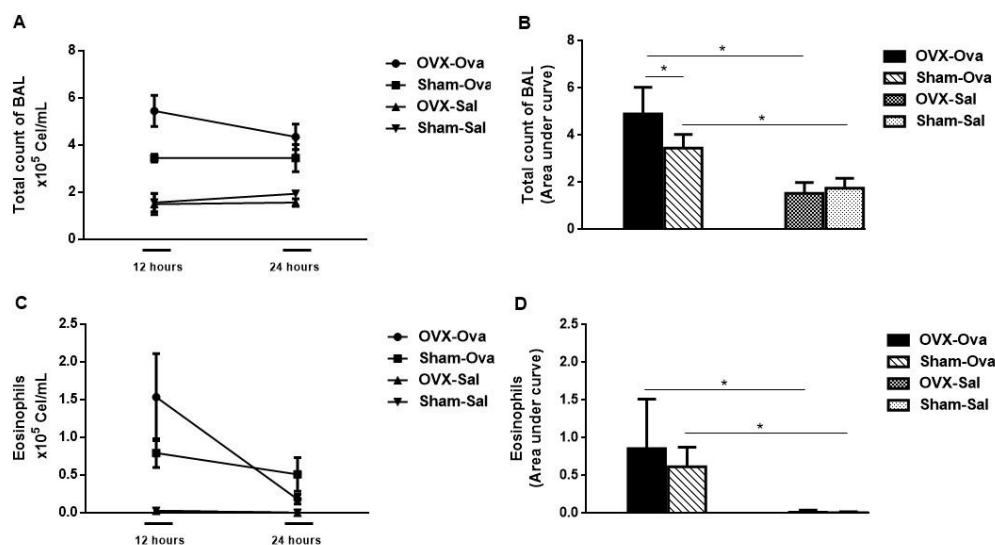 A
Total count of BAL
x10⁵ Cel/mL
8
6
4
2
0
12 hours
24 hours
OVX-Ova
Sham-Ova
OVX-Sal
Sham-Sal
B
Total count of BAL
(Area under curve)
8
6
4
2
0
*
*
*
OVX-Ova
Sham-Ova
OVX-Sal
Sham-Sal
C
Eosinophils
x10⁵ Cel/mL
2.5
2.0
1.5
1.0
0.5
0.0
12 hours
24 hours
OVX-Ova
Sham-Ova
OVX-Sal
Sham-Sal
D
Eosinophils
(Area under curve)
2.5
2.0
1.5
1.0
0.5
0.0
*
*
OVX-Ova
Sham-Ova
OVX-Sal
Sham-Sal